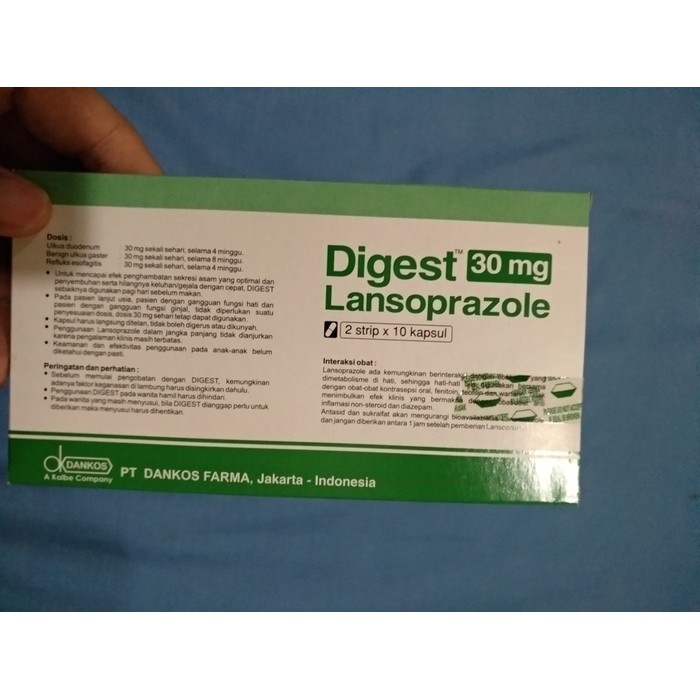 Dosis :
Ulkus duodenum : 30 mg sekali sehari, selama 4 minggu.
Benign ulkus gaster : 30 mg sekali sehari, selama 8 minggu.
Refluks esofagitis : 30 mg sekali sehari, selama 4 minggu.
• Untuk mencapai efek penghambatan sekresi asam yang optimal dan
penyembuhan serta hilangnya keluhan/gejala dengan cepat, DIGEST
sebaiknya digunakan pagi hari sebelum makan.
• Pada pasien lanjut usia, pasien dengan gangguan fungsi hati dan
pasien dengan gangguan fungsi ginjal, tidak diperlukan suatu
penyesuaian dosis, dosis 30 mg sehari tetap dapat digunakan.
• Kapsul harus langsung ditelan, tidak boleh digerus atau dikunyah.
• Penggunaan Lansoprazole dalam jangka panjang tidak dianjurkan
karena pengalaman klinis masih terbatas.
• Keamanan dan efektivitas penggunaan pada anak-anak belum
diketahui dengan pasti.
Peringatan dan perhatian :
• Sebelum memulai pengobatan dengan DIGEST, kemungkinan
adanya faktor keganasan di lambung harus disingkirkan dahulu.
• Penggunaan DIGEST pada wanita hamil harus dihindari.
• Pada wanita yang masih menyusui, bila DIGEST dianggap perlu untuk
diberikan maka menyusui harus dihentikan.
Digest™ 30 mg
Lansoprazole
2 strip x 10 kapsul
Interaksi obat :
Lansoprazole ada kemungkinan berinteraksi dengan yang
dimetabolisme di hati, sehingga hati-hati digunakan bersama
dengan obat-obat kontrasepsi oral, fenitoin, teofilin dan
menimbulkan efek klinis yang bermakna
inflamasi non-steroid dan diazepam.
Antasid dan sukralfat akan mengurangi
dan jangan diberikan antara 1 jam setelah pemberian
DANKOS
A Kalbe Company
PT DANKOS FARMA, Jakarta - Indonesia